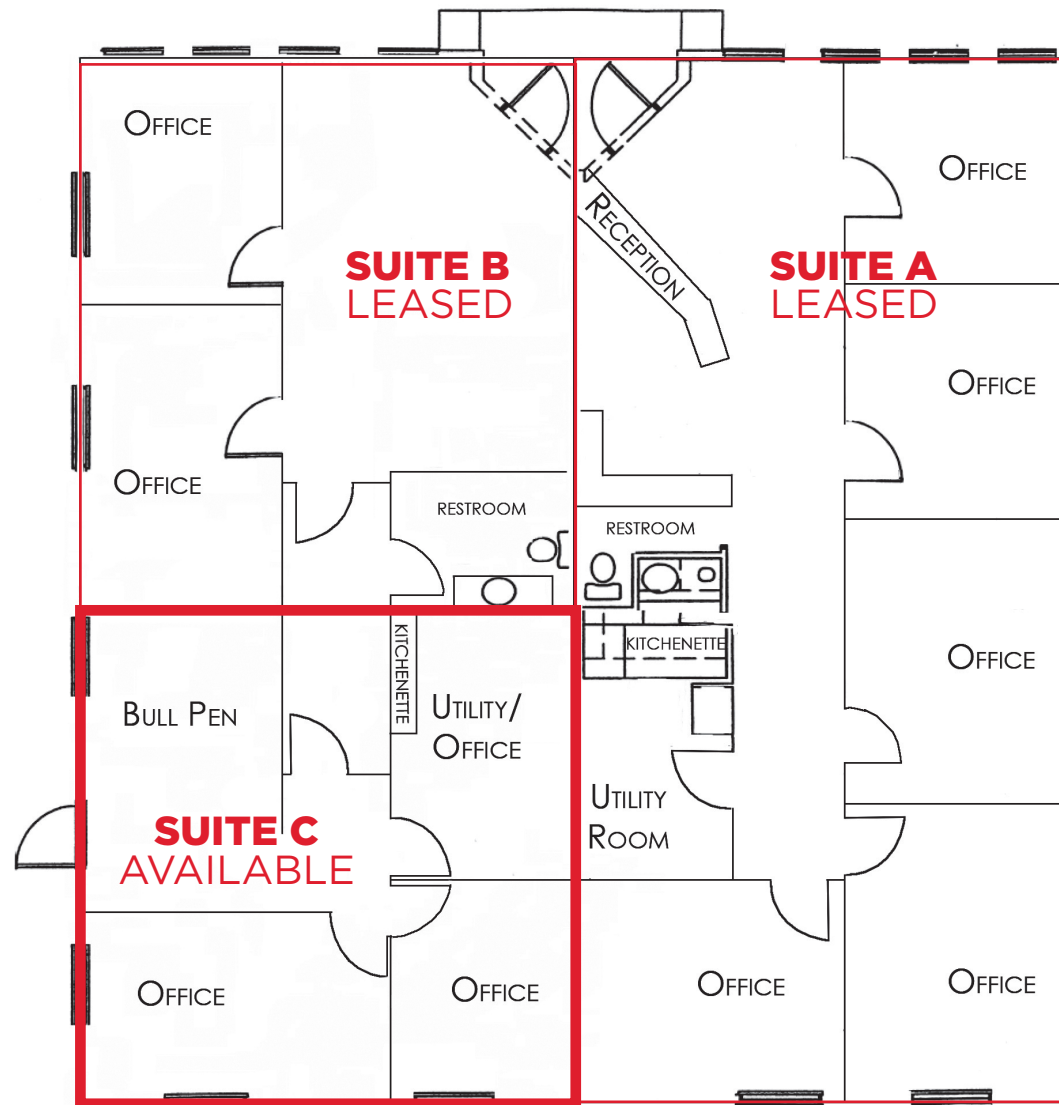 Office
Office
SUITE B
LEASED
Reception
SUITE A
LEASED
Office
Office
RESTROOM
RESTROOM
KITCHENETTE
Office
KITCHENETTE
Bull Pen
Utility/
Office
Utility
Room
SUITE C
AVAILABLE
Office
Office
Office
Office